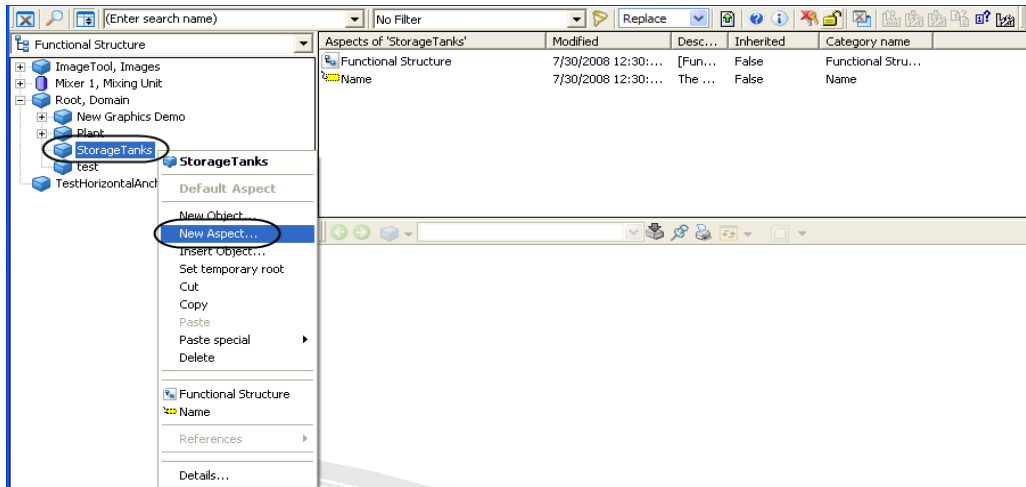 (Enter search name)
No Filter
Replace
Functional Structure
Aspects of 'StorageTanks'
Modified
Desc...
Inherited
Category name
ImageTool, Images
Functional Structure
7/30/2008 12:30:...
[Fun...
False
Functional Stru...
Mixer 1, Mixing Unit
Name
7/30/2008 12:30:...
The ...
False
Name
Root, Domain
New Graphics Demo
Plant
StorageTanks
test
TestHorizontalAnch
StorageTanks
Default Aspect
New Object...
New Aspect...
Insert Object...
Set temporary root
Cut
Copy
Paste
Paste special
Delete
Functional Structure
Name
References
Details...